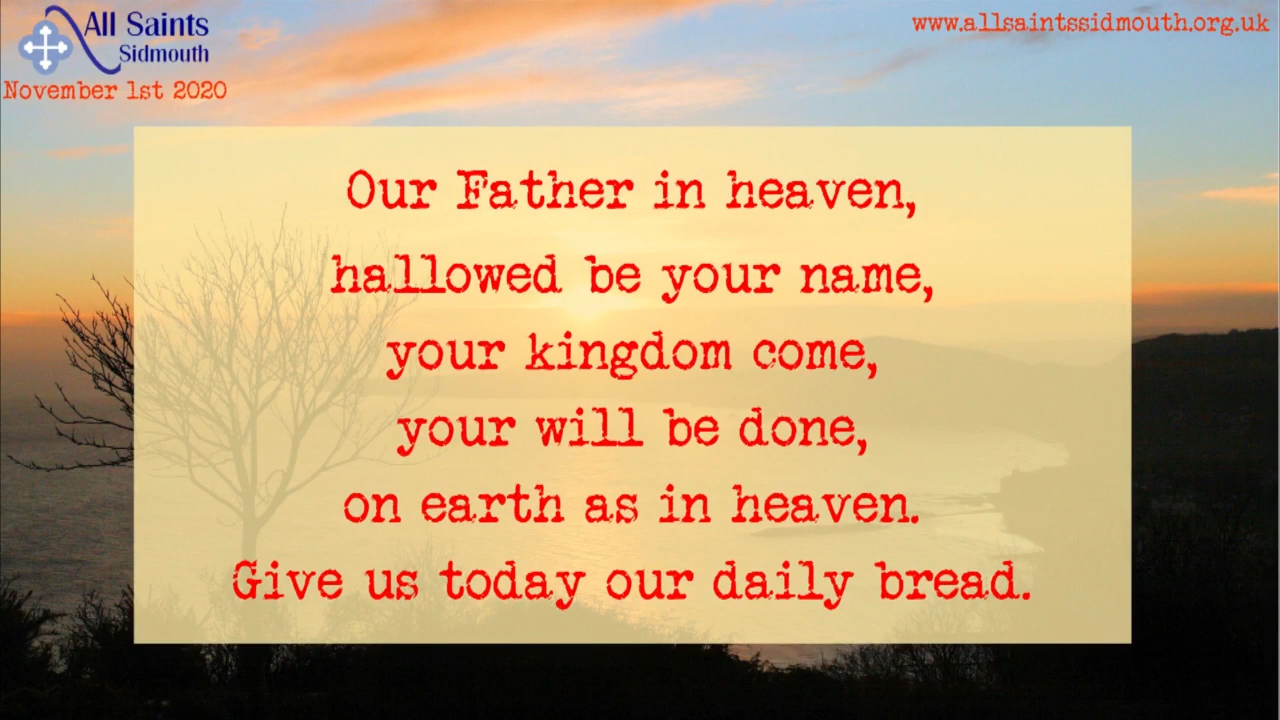 All Saints
Sidmouth
November 1st 2020
www.allsaintssidmouth.org.uk
Our Father in heaven,
hallowed be your name,
your kingdom come,
your will be done,
on earth as in heaven.
Give us today our daily bread.